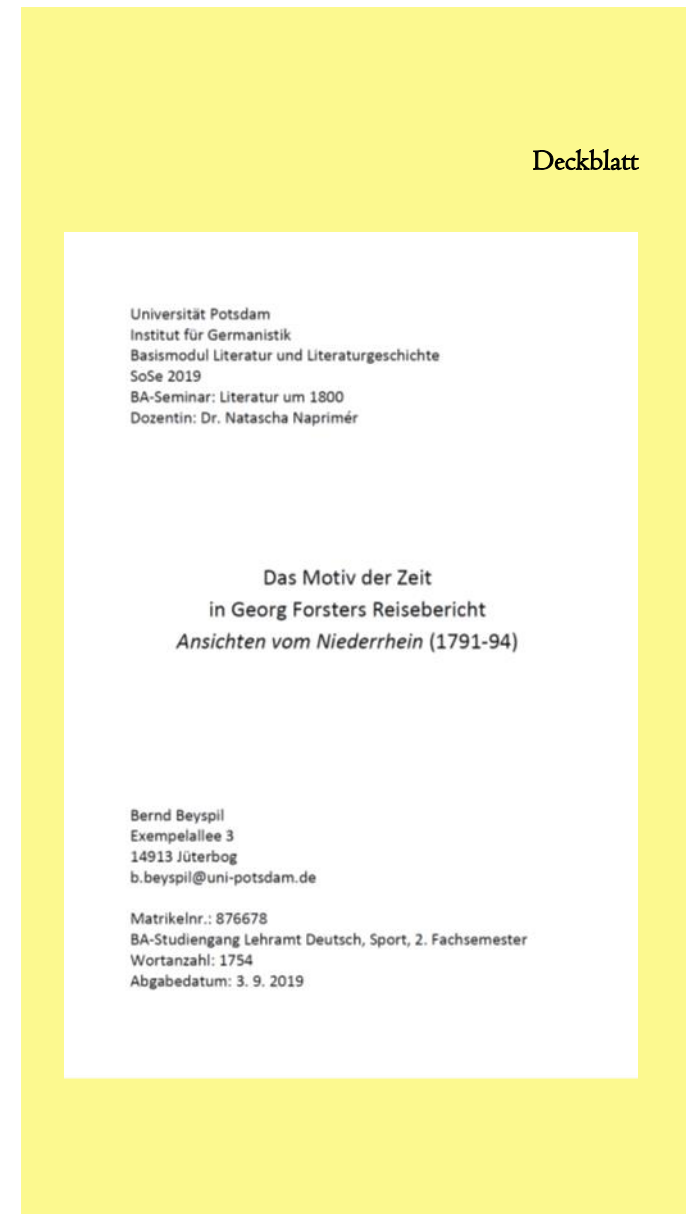 Deckblatt
Universität Potsdam
Institut für Germanistik
Basismodul Literatur und Literaturgeschichte
SoSe 2019
BA-Seminar: Literatur um 1800
Dozentin: Dr. Natascha Naprimér
Das Motiv der Zeit
in Georg Forsters Reisebericht
Ansichten vom Niederrhein (1791-94)
Bernd Beyspil
Exempelallee 3
14913 Jüterbog
b.beyspil@uni-potsdam.de
Matrikelnr.: 876678
BA-Studiengang Lehramt Deutsch, Sport, 2. Fachsemester
Wortanzahl: 1754
Abgabedatum: 3. 9. 2019